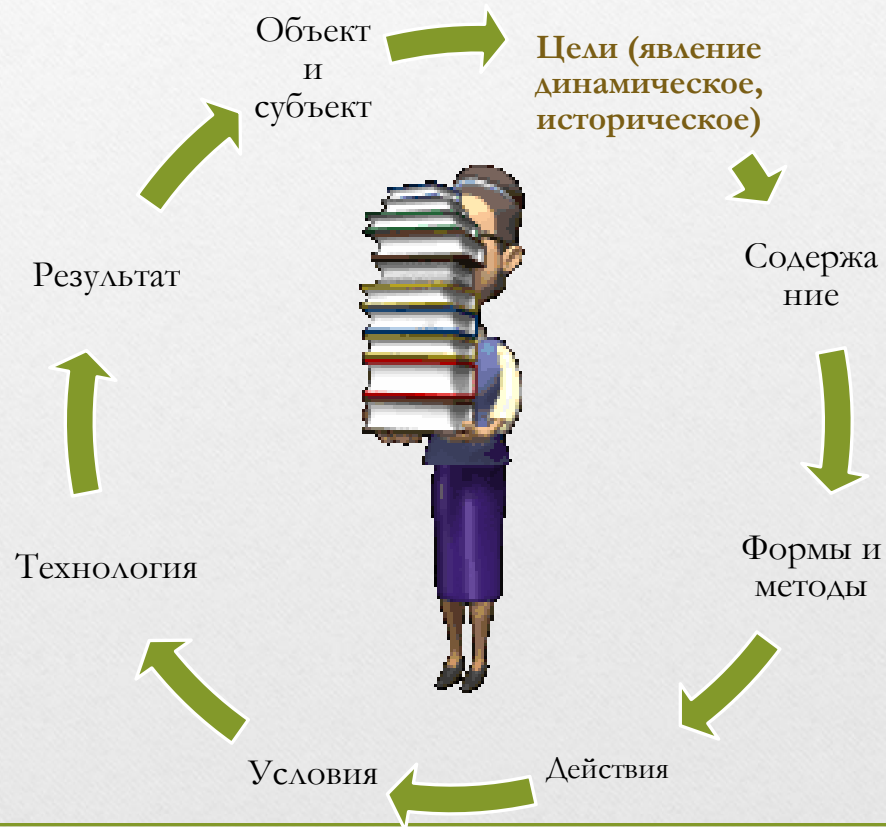 Объект
и
субъект
Цели (явление
динамическое,
историческое)
Содержа
ние
Формы и
методы
Действия
Условия
Технология
Результат